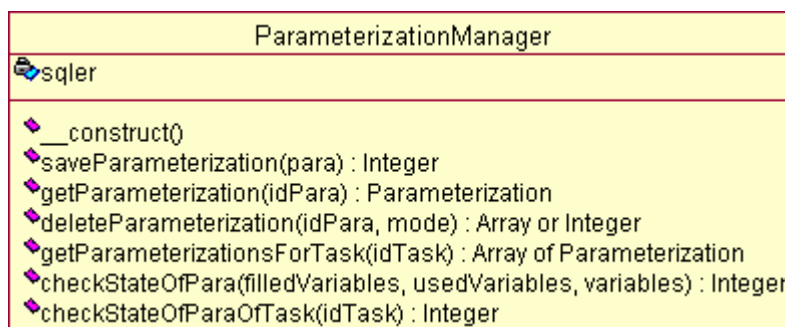 ParameterizationManager
sqler
__construct()
saveParameterization(para) : Integer
getParameterization(idPara) : Parameterization
deleteParameterization(idPara, mode) : Array or Integer
getParameterizationsForTask(idTask) : Array of Parameterization
checkStateOfPara(filledVariables, usedVariables, variables) : Integer
checkStateOfParaOfTask(idTask) : Integer